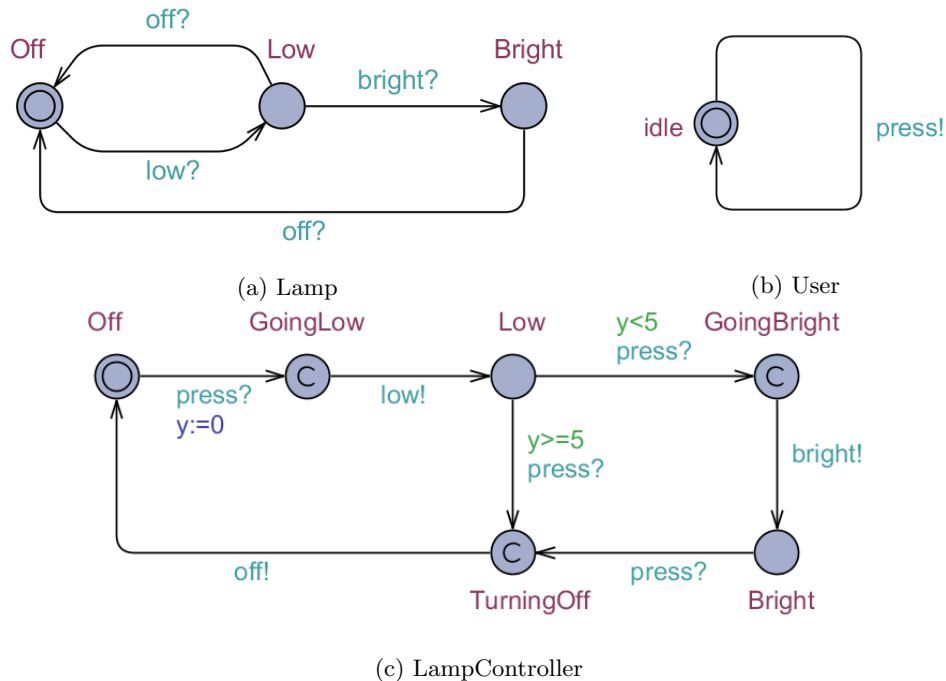 off?
Off
Low
Bright
bright?
low?
off?
idle
press!
(a) Lamp
(b) User
Off
GoingLow
Low
y<5
press?
GoingBright
C
C
press?
y:=0
low!
y>=5
press?
bright!
C
off!
press?
TurningOff
Bright
(c) LampController